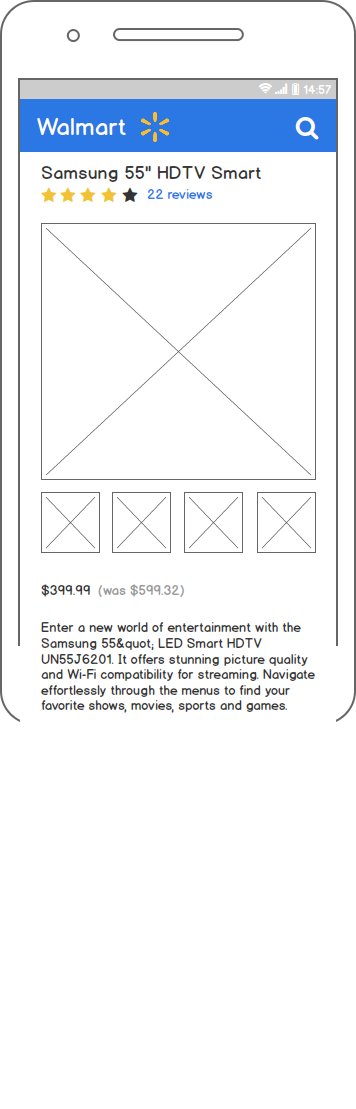 14:57
Walmart
Samsung 55" HDTV Smart
22 reviews
$399.99 (was $599.32)
Enter a new world of entertainment with the
Samsung 55&quot; LED Smart HDTV
UN55J6201. It offers stunning picture quality
and Wi-Fi compatibility for streaming. Navigate
effortlessly through the menus to find your
favorite shows, movies, sports and games.